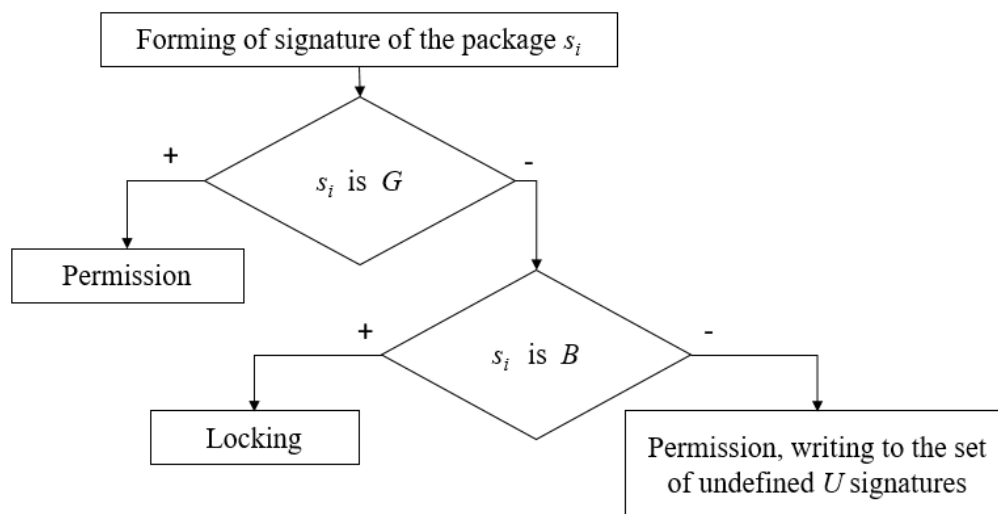 Forming of signature of the package s_i
+
-
s_i is G
Permission
+
-
s_i is B
Locking
Permission, writing to the set
of undefined U signatures